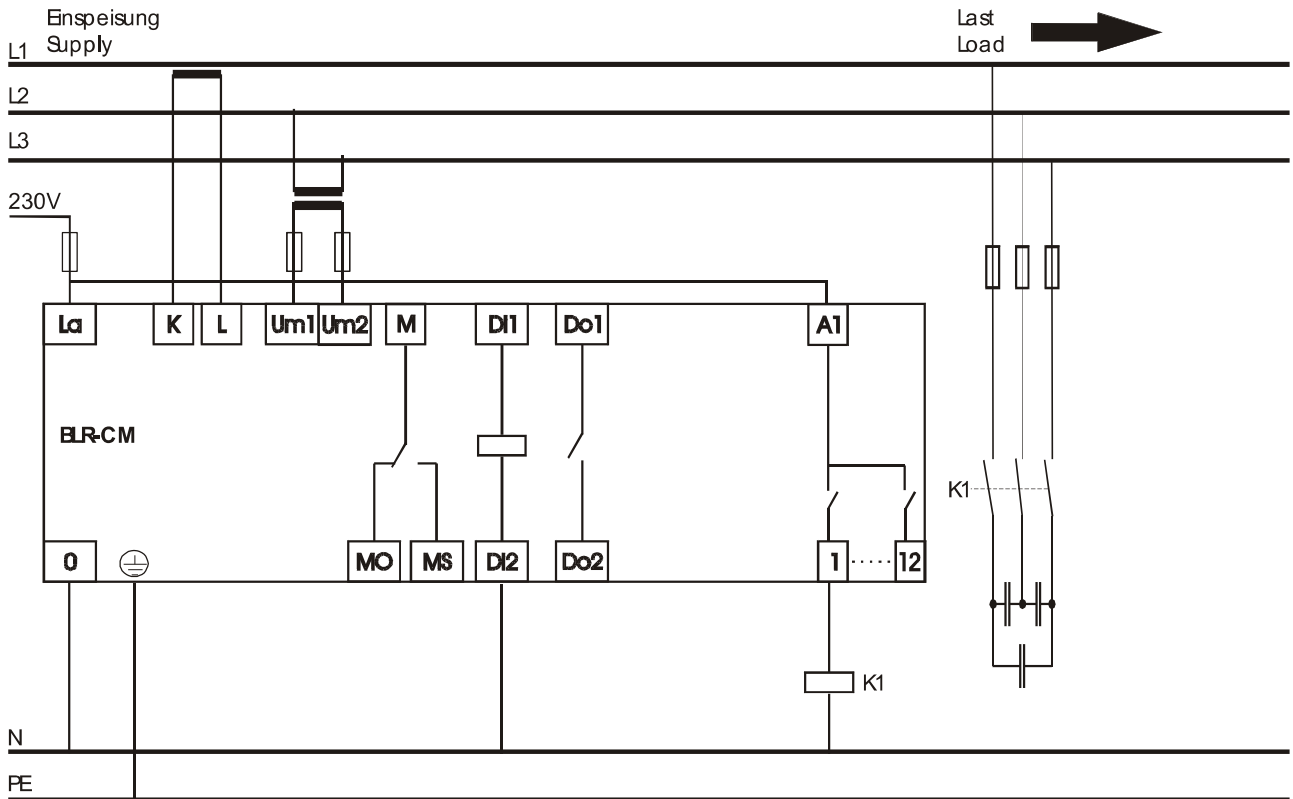 Einspeisung
Supply
Last
Load
L1
L2
L3
230V
La K L Um1 Um2 M DI1 Do1 A1
BLR-CM
K1
0 MO MS DI2 Do2 1 ..... 12
K1
N
PE